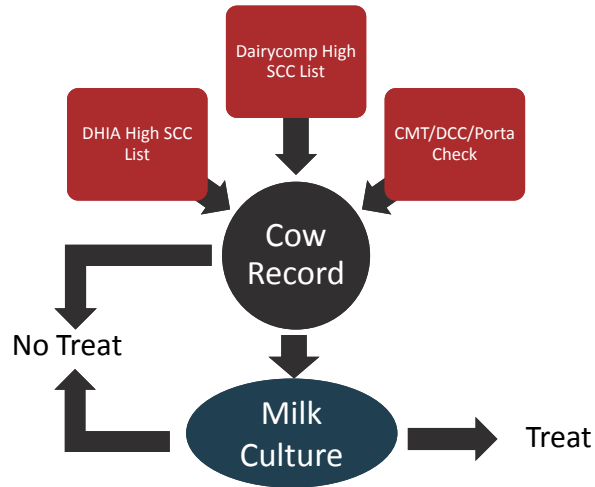 Dairycomp High
SCC List
DHIA High SCC
List
CMT/DCC/Porta
Check
Cow
Record
No Treat
Milk
Culture
Treat